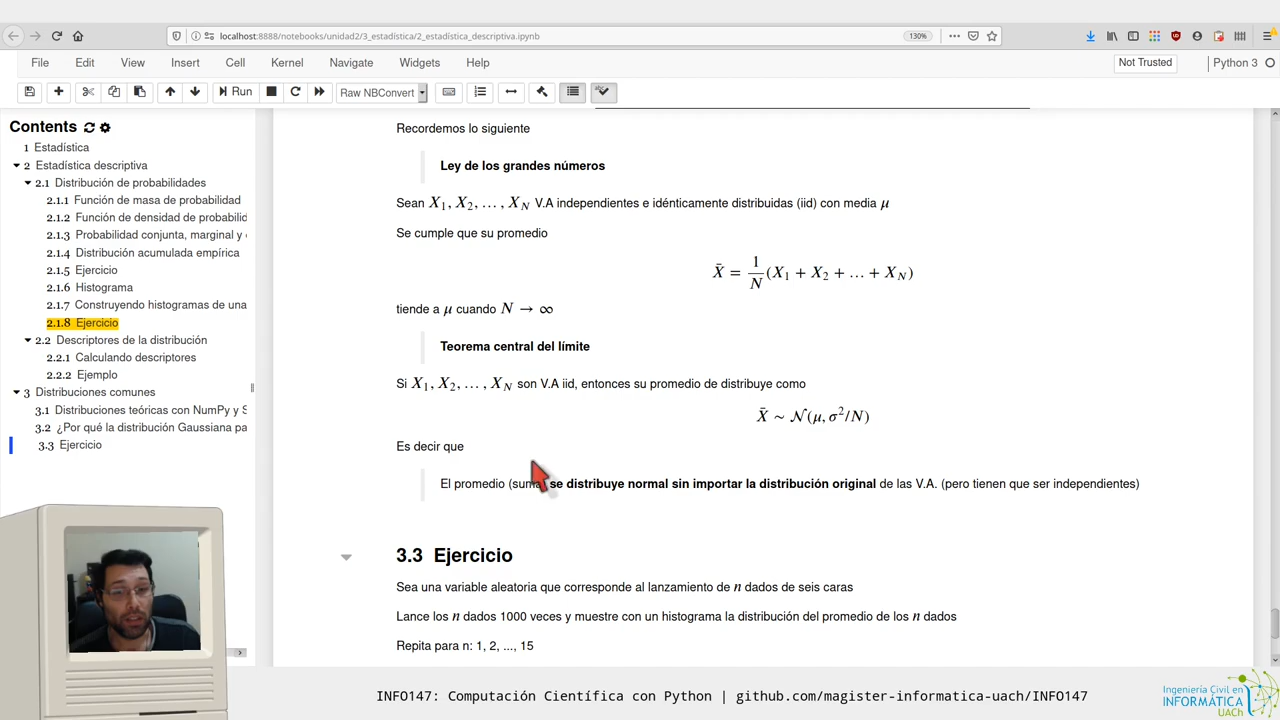 localhost:8888/notebooks/unidad2/3_estadística/2_estadística_descriptiva.ipynb
130%
File Edit View Insert Cell Kernel Navigate Widgets Help
Not Trusted
Python 3
Run
Raw NBConvert
Contents
1 Estadística
2 Estadística descriptiva
2.1 Distribución de probabilidades
2.1.1 Función de masa de probabilidad
2.1.2 Función de densidad de probabilid
2.1.3 Probabilidad conjunta, marginal y
2.1.4 Distribución acumulada empírica
2.1.5 Ejercicio
2.1.6 Histograma
2.1.7 Construyendo histogramas de una
2.1.8 Ejercicio
2.2 Descriptores de la distribución
2.2.1 Calculando descriptores
2.2.2 Ejemplo
3 Distribuciones comunes
3.1 Distribuciones teóricas con NumPy y S
3.2 ¿Por qué la distribución Gaussiana pa
3.3 Ejercicio
Recordemos lo siguiente
Ley de los grandes números
Sean X₁, X₂, …, X_N V.A independientes e idénticamente distribuidas (iid) con media μ
Se cumple que su promedio
X̄ = 1/N (X₁ + X₂ + … + X_N)
tiende a μ cuando N → ∞
Teorema central del límite
Si X₁, X₂, …, X_N son V.A iid, entonces su promedio de distribuye como
X̄ ~ 𝒩(μ, σ²/N)
Es decir que
El promedio (suma) se distribuye normal sin importar la distribución original de las V.A. (pero tienen que ser independientes)
3.3 Ejercicio
Sea una variable aleatoria que corresponde al lanzamiento de n dados de seis caras
Lance los n dados 1000 veces y muestre con un histograma la distribución del promedio de los n dados
Repita para n: 1, 2, ..., 15
INFO147: Computación Científica con Python | github.com/magister-informatica-uach/INFO147
Ingeniería Civil en
INFORMÁTICA
UACh